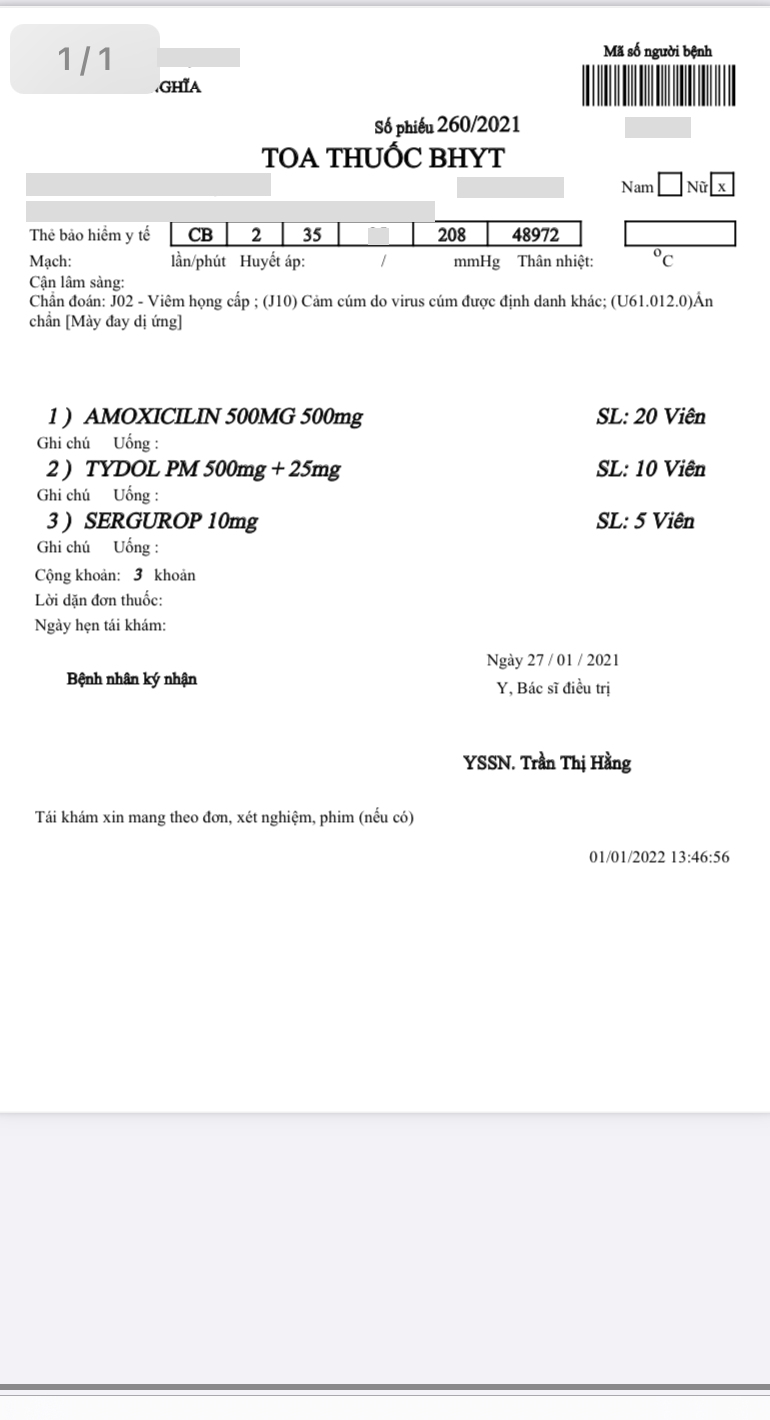 1/1
Mã số người bệnh
GHĨA
Số phiếu 260/2021
TOA THUỐC BHYT
Nam Nữ x
Thẻ bảo hiểm y tế CB 2 35 208 48972
Mạch: lần/phút Huyết áp: / mmHg Thân nhiệt: °C
Cận lâm sàng:
Chẩn đoán: J02 - Viêm họng cấp ; (J10) Cảm cúm do virus cúm được định danh khác; (U61.012.0)Ẩn
chẩn [Mày đay dị ứng]
1 ) AMOXICILIN 500MG 500mg SL: 20 Viên
Ghi chú Uống :
2 ) TYDOL PM 500mg + 25mg SL: 10 Viên
Ghi chú Uống :
3 ) SERGUROP 10mg SL: 5 Viên
Ghi chú Uống :
Cộng khoản: 3 khoản
Lời dặn đơn thuốc:
Ngày hẹn tái khám:
Ngày 27 / 01 / 2021
Bệnh nhân ký nhận
Y, Bác sĩ điều trị
YSSN. Trần Thị Hằng
Tái khám xin mang theo đơn, xét nghiệm, phim (nếu có)
01/01/2022 13:46:56